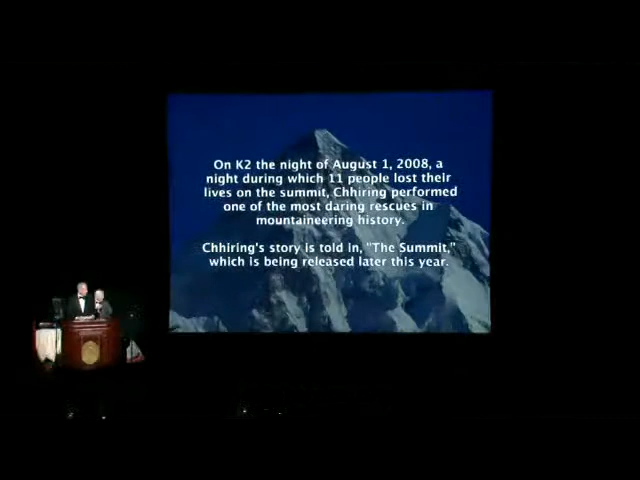 On K2 the night of August 1, 2008, a
night during which 11 people lost their
lives on the summit, Chhiring performed
one of the most daring rescues in
mountaineering history.
Chhiring's story is told in, "The Summit,"
which is being released later this year.